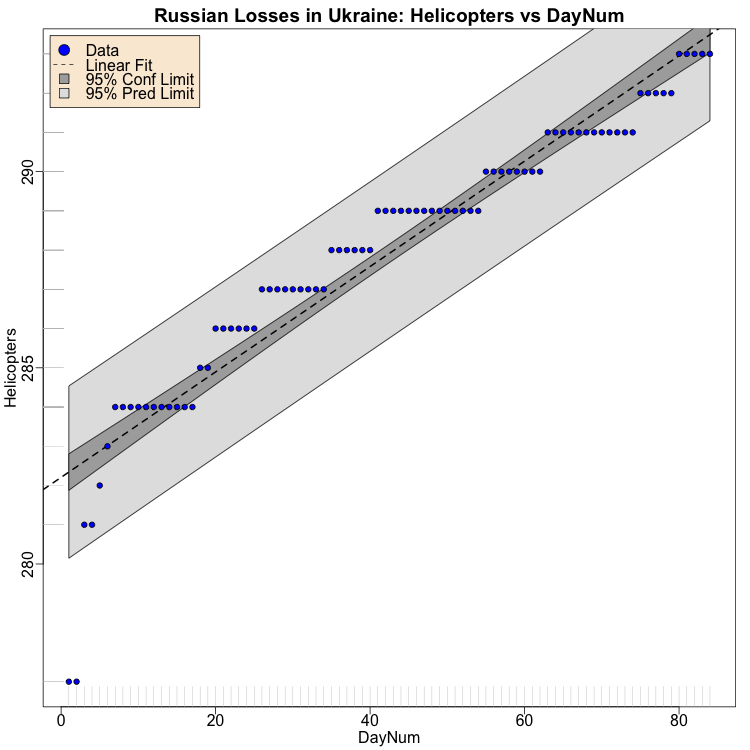 Russian Losses in Ukraine: Helicopters vs DayNum
Data
Linear Fit
95% Conf Limit
95% Pred Limit
290
285
280
Helicopters
0 20 40 60 80
DayNum